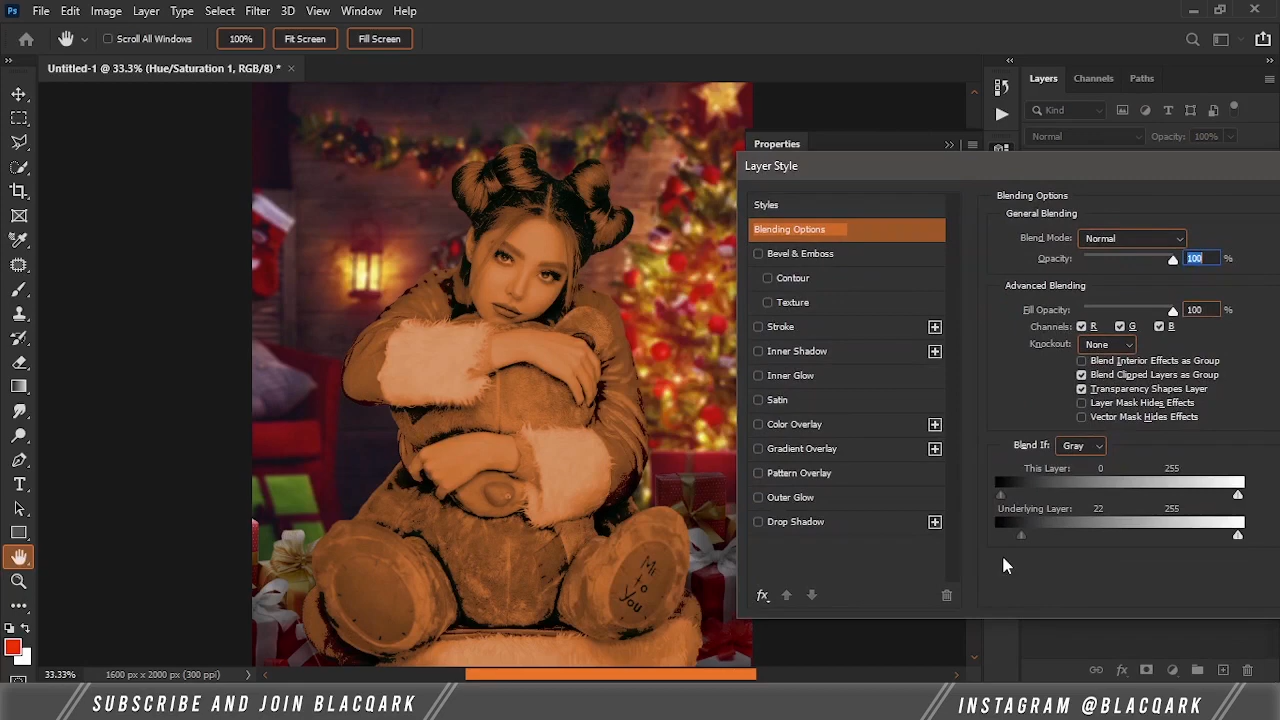 Ps File Edit Image Layer Type Select Filter 3D View Window Help
Scroll All Windows 100% Fit Screen Fill Screen
Untitled-1 @ 33.3% (Hue/Saturation 1, RGB/8) *
Layers Channels Paths
Kind
Normal Opacity: 100%
Properties
Layer Style
Styles
Blending Options
Bevel & Emboss
Contour
Texture
Stroke
Inner Shadow
Inner Glow
Satin
Color Overlay
Gradient Overlay
Pattern Overlay
Outer Glow
Drop Shadow
fx
Blending Options
General Blending
Blend Mode: Normal
Opacity: 100 %
Advanced Blending
Fill Opacity: 100 %
Channels: R G B
Knockout: None
Blend Interior Effects as Group
Blend Clipped Layers as Group
Transparency Shapes Layer
Layer Mask Hides Effects
Vector Mask Hides Effects
Blend If: Gray
This Layer: 0 255
Underlying Layer: 22 255
Me
to
You
33.33% 1600 px x 2000 px (300 ppi)
fx
SUBSCRIBE AND JOIN BLACQARK
INSTAGRAM @BLACQARK